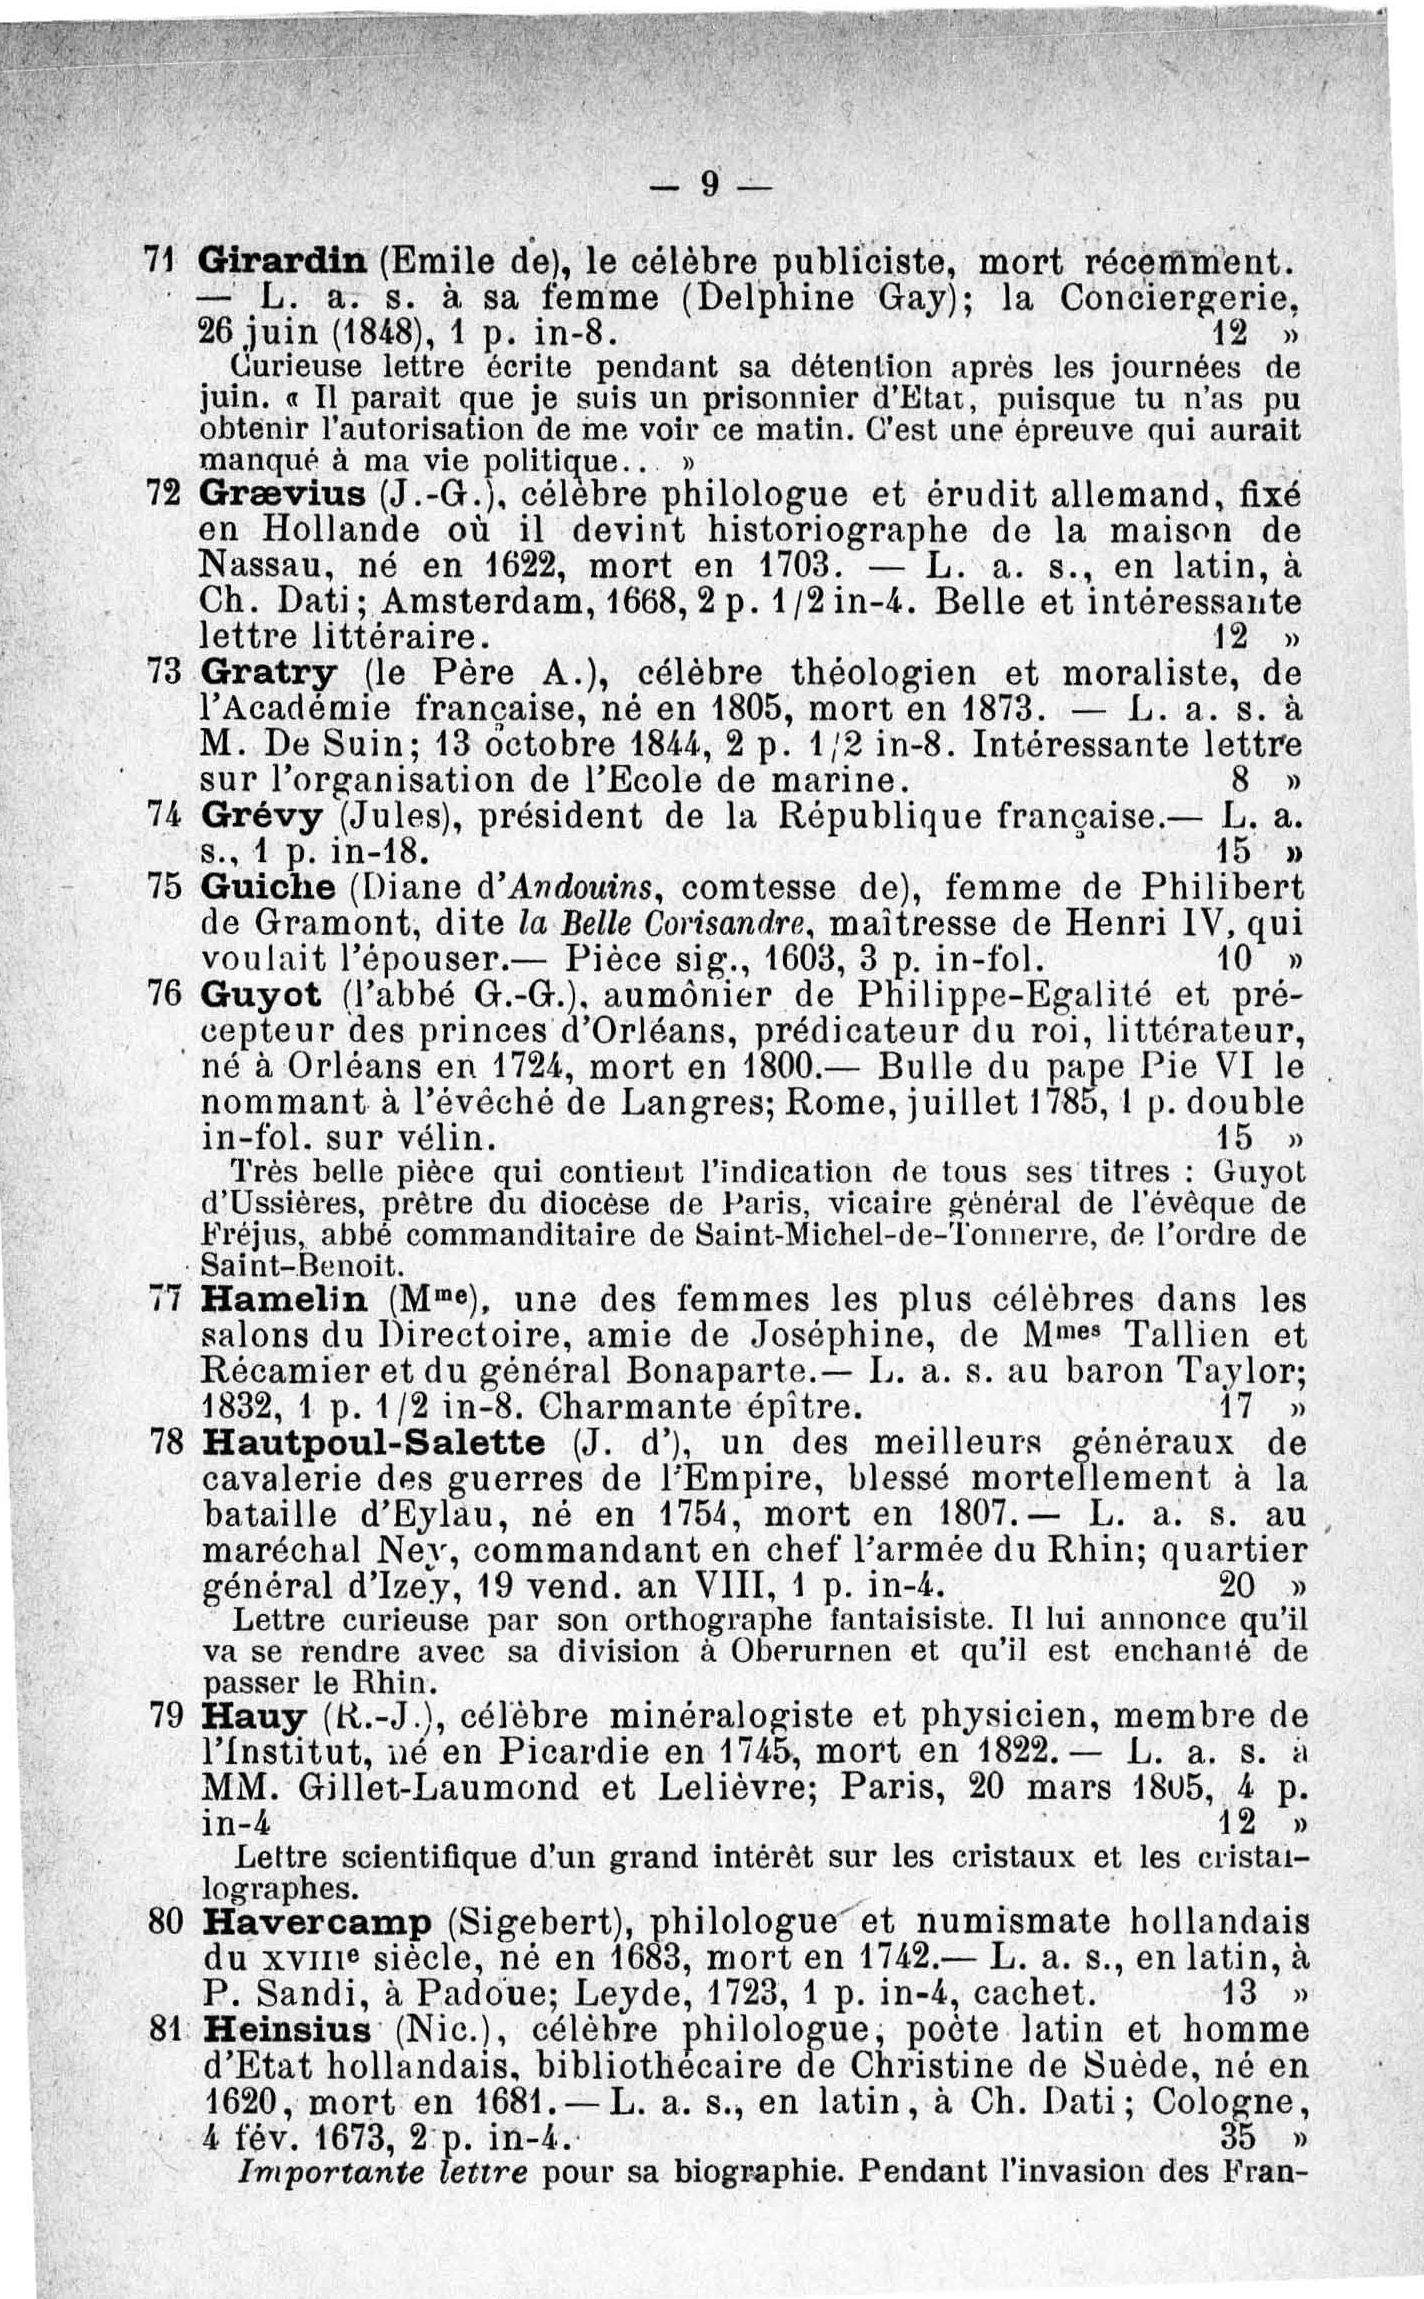 — 9 —
71 Girardin (Emile de), le célèbre publiciste, mort récemment.
— L. a. s. à sa femme (Delphine Gay); la Conciergerie,
26 juin (1848), 1 p. in-8. 12 »
Curieuse lettre écrite pendant sa détention après les journées de
juin. « Il parait que je suis un prisonnier d'Etat, puisque tu n'as pu
obtenir l'autorisation de me voir ce matin. C'est une épreuve qui aurait
manqué à ma vie politique... »
72 Grævius (J.-G.), célèbre philologue et érudit allemand, fixé
en Hollande où il devint historiographe de la maison de
Nassau, né en 1622, mort en 1703. — L. a. s., en latin, à
Ch. Dati; Amsterdam, 1668, 2 p. 1/2 in-4. Belle et intéressante
lettre littéraire. 12 »
73 Gratry (le Père A.), célèbre théologien et moraliste, de
l'Académie française, né en 1805, mort en 1873. — L. a. s. à
M. De Suin; 13 octobre 1844, 2 p. 1/2 in-8. Intéressante lettre
sur l'organisation de l'Ecole de marine. 8 »
74 Grévy (Jules), président de la République française.— L. a.
s., 1 p. in-18. 15 »
75 Guiche (Diane d'Andouins, comtesse de), femme de Philibert
de Gramont, dite la Belle Corisandre, maîtresse de Henri IV, qui
voulait l'épouser.— Pièce sig., 1603, 3 p. in-fol. 10 »
76 Guyot (l'abbé G.-G.), aumônier de Philippe-Egalité et pré-
cepteur des princes d'Orléans, prédicateur du roi, littérateur,
né à Orléans en 1724, mort en 1800.— Bulle du pape Pie VI le
nommant à l'évêché de Langres; Rome, juillet 1785, 1 p. double
in-fol. sur vélin. 15 »
Très belle pièce qui contient l'indication de tous ses titres : Guyot
d'Ussières, prêtre du diocèse de Paris, vicaire général de l'évêque de
Fréjus, abbé commanditaire de Saint-Michel-de-Tonnerre, de l'ordre de
Saint-Benoit.
77 Hamelin (Mme), une des femmes les plus célèbres dans les
salons du Directoire, amie de Joséphine, de Mmes Tallien et
Récamier et du général Bonaparte.— L. a. s. au baron Taylor;
1832, 1 p. 1/2 in-8. Charmante épître. 17 »
78 Hautpoul-Salette (J. d'), un des meilleurs généraux de
cavalerie des guerres de l'Empire, blessé mortellement à la
bataille d'Eylau, né en 1754, mort en 1807.— L. a. s. au
maréchal Ney, commandant en chef l'armée du Rhin; quartier
général d'Izey, 19 vend. an VIII, 1 p. in-4. 20 »
Lettre curieuse par son orthographe fantaisiste. Il lui annonce qu'il
va se rendre avec sa division à Oberurnen et qu'il est enchanté de
passer le Rhin.
79 Hauy (R.-J.), célèbre minéralogiste et physicien, membre de
l'Institut, né en Picardie en 1745, mort en 1822.— L. a. s. à
MM. Gillet-Laumond et Lelièvre; Paris, 20 mars 1805, 4 p.
in-4 12 »
Lettre scientifique d'un grand intérêt sur les cristaux et les cristal-
lographes.
80 Havercamp (Sigebert), philologue et numismate hollandais
du XVIIIe siècle, né en 1683, mort en 1742.— L. a. s., en latin, à
P. Sandi, à Padoue; Leyde, 1723, 1 p. in-4, cachet. 13 »
81 Heinsius (Nic.), célèbre philologue, poète latin et homme
d'Etat hollandais, bibliothécaire de Christine de Suède, né en
1620, mort en 1681.— L. a. s., en latin, à Ch. Dati; Cologne,
4 fév. 1673, 2 p. in-4. 35 »
Importante lettre pour sa biographie. Pendant l'invasion des Fran-